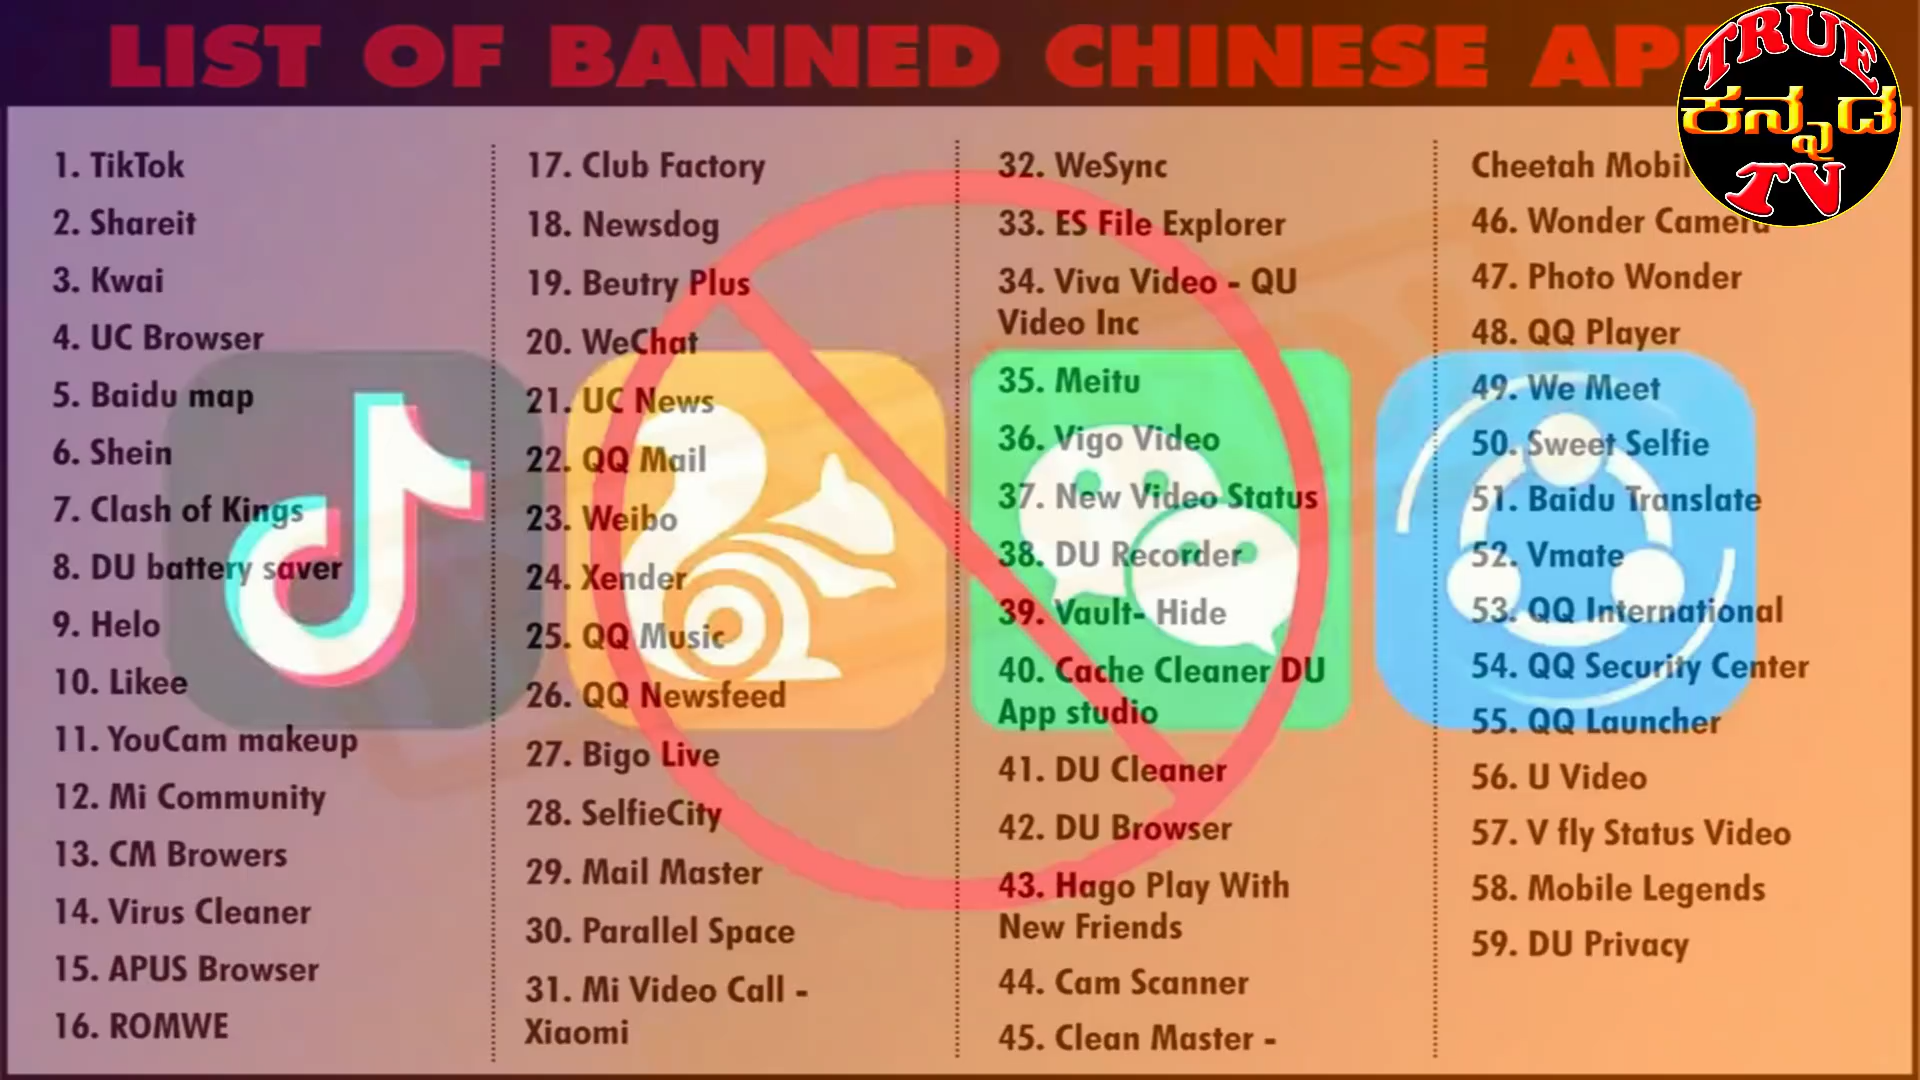 LIST OF BANNED CHINESE
TRUE
ಕನ್ನಡ
TV
1. TikTok
2. Shareit
3. Kwai
4. UC Browser
5. Baidu map
6. Shein
7. Clash of Kings
8. DU battery saver
9. Helo
10. Likee
11. YouCam makeup
12. Mi Community
13. CM Browers
14. Virus Cleaner
15. APUS Browser
16. ROMWE
17. Club Factory
18. Newsdog
19. Beutry Plus
20. WeChat
21. UC News
22. QQ Mail
23. Weibo
24. Xender
25. QQ Music
26. QQ Newsfeed
27. Bigo Live
28. SelfieCity
29. Mail Master
30. Parallel Space
31. Mi Video Call -
Xiaomi
32. WeSync
33. ES File Explorer
34. Viva Video - QU
Video Inc
35. Meitu
36. Vigo Video
37. New Video Status
38. DU Recorder
39. Vault- Hide
40. Cache Cleaner DU
App studio
41. DU Cleaner
42. DU Browser
43. Hago Play With
New Friends
44. Cam Scanner
45. Clean Master -
Cheetah
46. Wonder Camera
47. Photo Wonder
48. QQ Player
49. We Meet
50. Sweet Selfie
51. Baidu Translate
52. Vmate
53. QQ International
54. QQ Security Center
55. QQ Launcher
56. U Video
57. V fly Status Video
58. Mobile Legends
59. DU Privacy